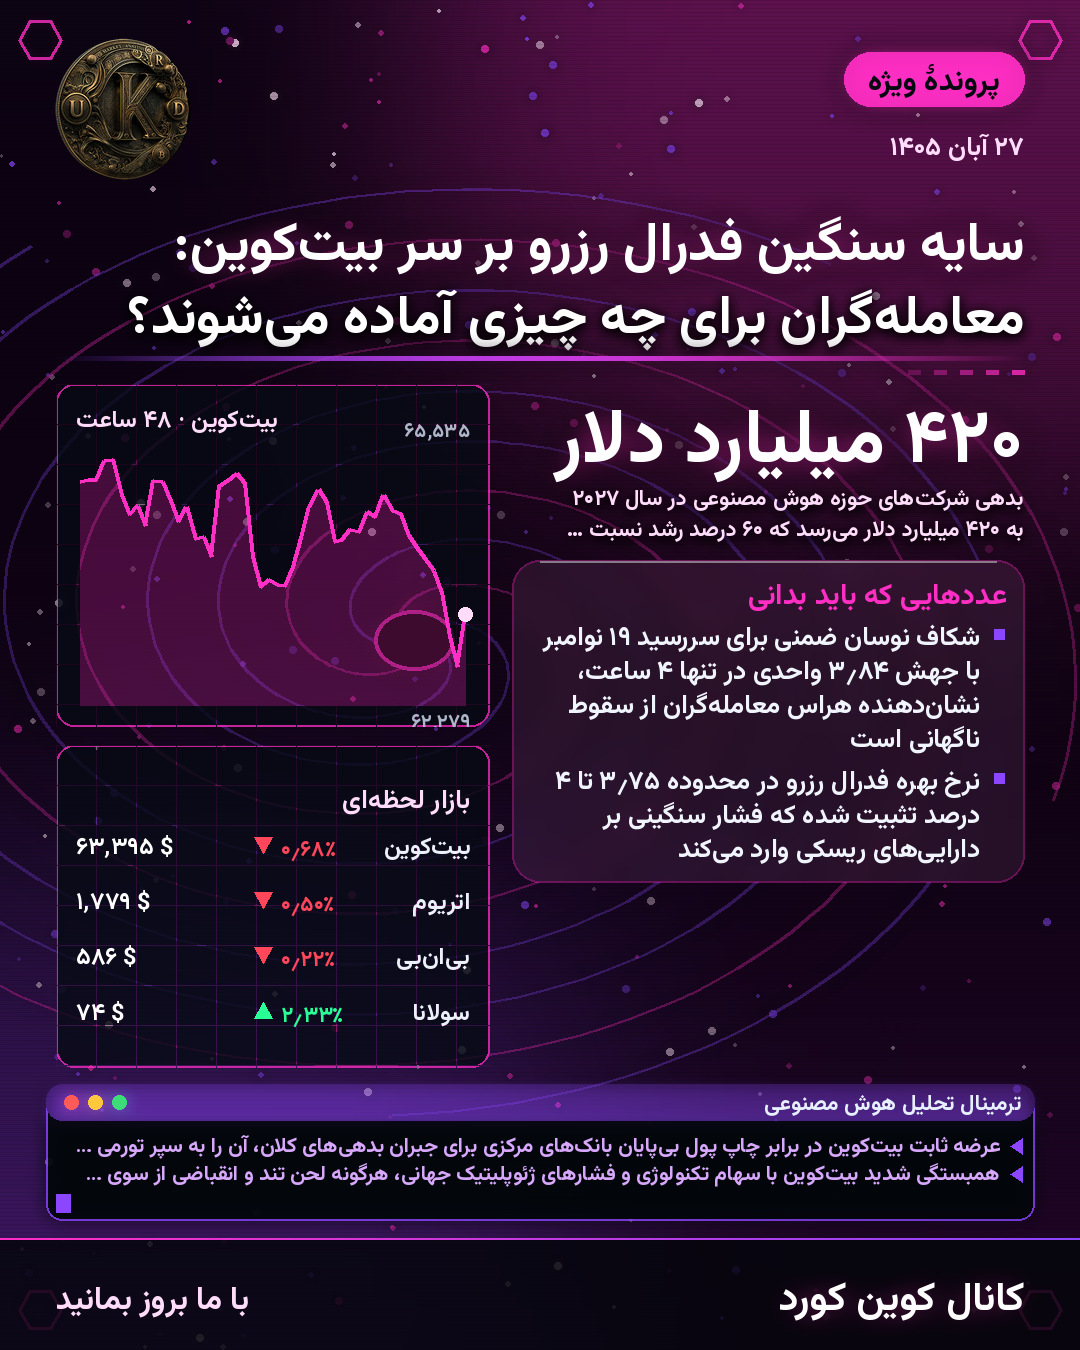 پروندهٔ ویژه
۲۷ آبان ۱۴۰۵
سایه سنگین فدرال رزرو بر سر بیت‌کوین:
معامله‌گران برای چه چیزی آماده می‌شوند؟
۴۲۰ میلیارد دلار
بدهی شرکت‌های حوزه هوش مصنوعی در سال ۲۰۲۷
به ۴۲۰ میلیارد دلار می‌رسد که ۶۰ درصد رشد نسبت ...
عددهایی که باید بدانی
شکاف نوسان ضمنی برای سررسید ۱۹ نوامبر
با جهش ۳٫۸۴ واحدی در تنها ۴ ساعت،
نشان‌دهنده هراس معامله‌گران از سقوط
ناگهانی است
نرخ بهره فدرال رزرو در محدوده ۳٫۷۵ تا ۴
درصد تثبیت شده که فشار سنگینی بر
دارایی‌های ریسکی وارد می‌کند
بیت‌کوین · ۴۸ ساعت
۶۵,۵۳۵
۶۲,۲۷۹
بازار لحظه‌ای
بیت‌کوین ▼ ۰٫۶۸٪ ۶۳,۳۹۵ $
اتریوم ▼ ۰٫۵۰٪ ۱,۷۷۹ $
بی‌ان‌بی ▼ ۰٫۲۲٪ ۵۸۶ $
سولانا ▲ ۲٫۳۳٪ ۷۴ $
ترمینال تحلیل هوش مصنوعی
عرضه ثابت بیت‌کوین در برابر چاپ پول بی‌پایان بانک‌های مرکزی برای جبران بدهی‌های کلان، آن را به سپر تورمی ...
همبستگی شدید بیت‌کوین با سهام تکنولوژی و فشارهای ژئوپلیتیک جهانی، هرگونه لحن تند و انقباضی از سوی ...
کانال کوین کورد
با ما بروز بمانید